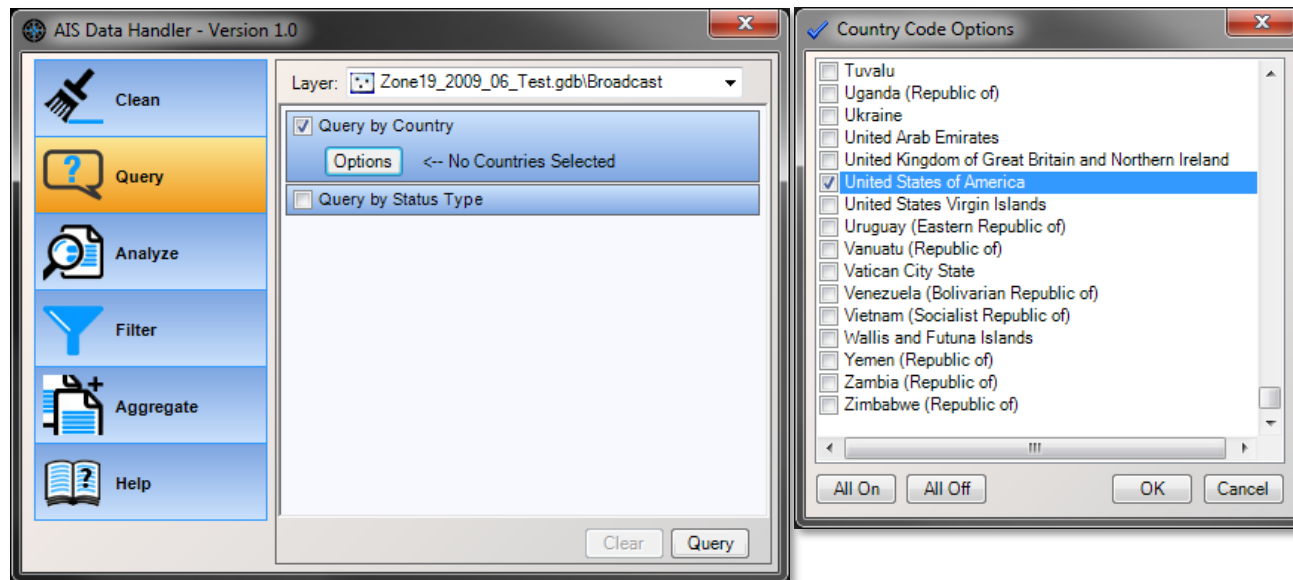 AIS Data Handler - Version 1.0
Clean
Query
Analyze
Filter
Aggregate
Help
Layer: Zone19_2009_06_Test.gdb\Broadcast
Query by Country
Options <-- No Countries Selected
Query by Status Type
Clear Query
Country Code Options
Tuvalu
Uganda (Republic of)
Ukraine
United Arab Emirates
United Kingdom of Great Britain and Northern Ireland
United States of America
United States Virgin Islands
Uruguay (Eastern Republic of)
Vanuatu (Republic of)
Vatican City State
Venezuela (Bolivarian Republic of)
Vietnam (Socialist Republic of)
Wallis and Futuna Islands
Yemen (Republic of)
Zambia (Republic of)
Zimbabwe (Republic of)
All On All Off OK Cancel